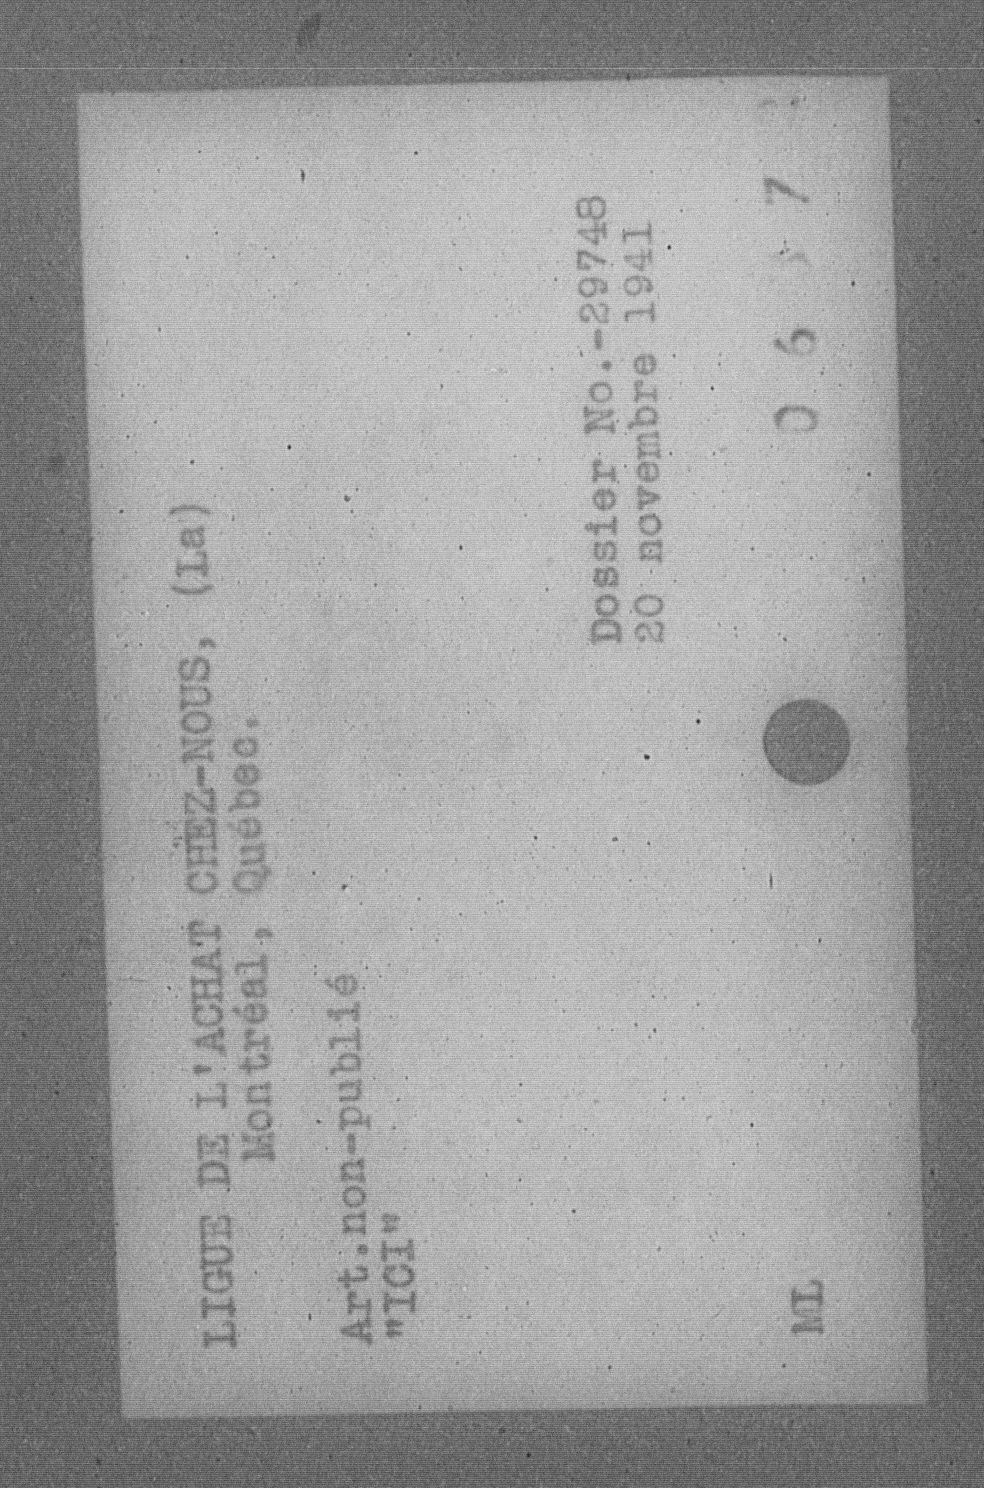 LIGUE DE L'ACHAT CHEZ-NOUS, (La)
Montréal, Québec.
Art.non-publié
"ICI"
Dossier No.-29748
20 novembre 1941
ML